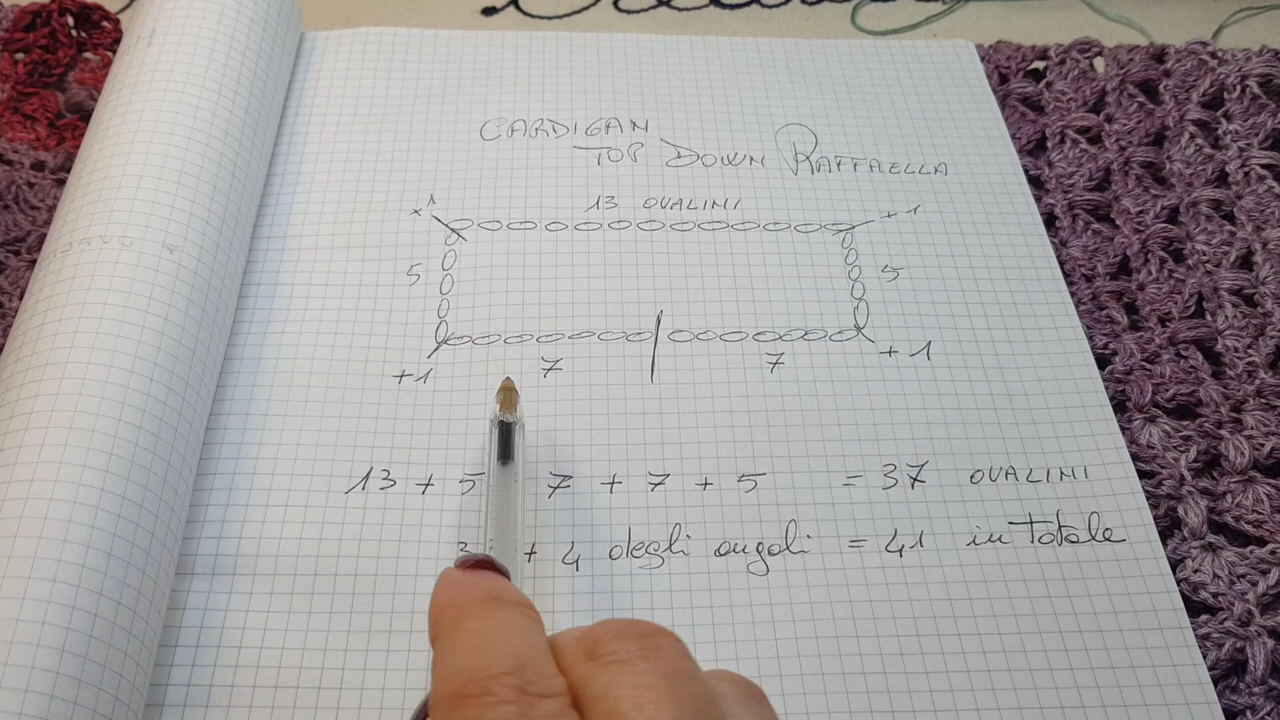 CARDIGAN
TOP DOWN RAFFAELLA
+1 13 OVALINI +1
5 5
7 7
+1 +1
13 + 5 7 + 7 + 5 = 37 OVALINI
+ 4 degli angoli = 41 in Totale